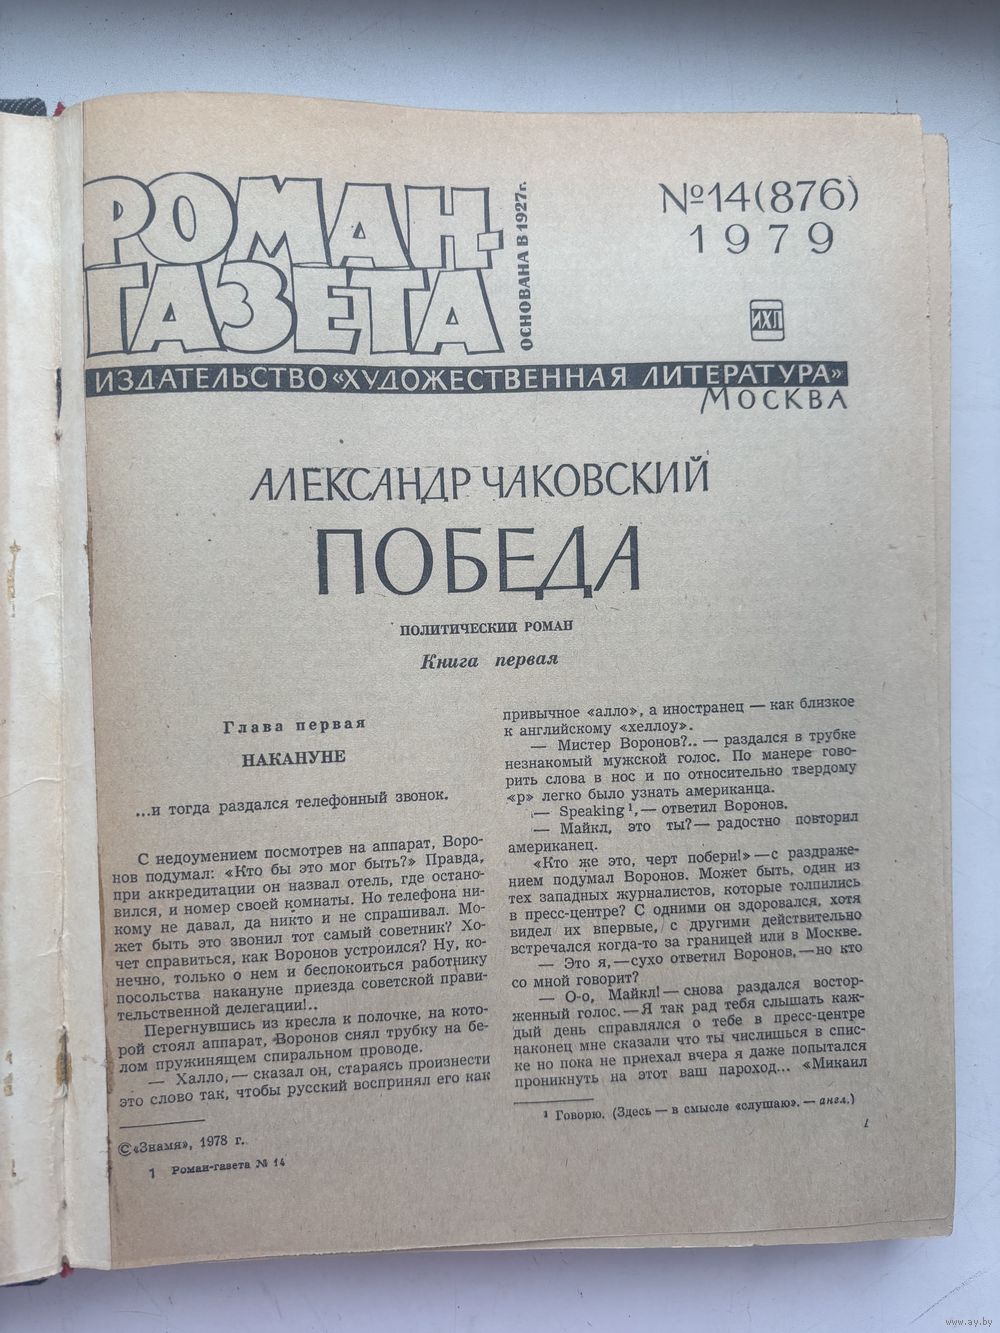 РОМАН-
ГАЗЕТА
ОСНОВАНА В 1927г.
№14(876)
1979
ИХЛ
ИЗДАТЕЛЬСТВО «ХУДОЖЕСТВЕННАЯ ЛИТЕРАТУРА»
МОСКВА
АЛЕКСАНДР ЧАКОВСКИЙ
ПОБЕДА
ПОЛИТИЧЕСКИЙ РОМАН
Книга первая
Глава первая
НАКАНУНЕ
...и тогда раздался телефонный звонок.
С недоумением посмотрев на аппарат, Воро-
нов подумал: «Кто бы это мог быть?» Правда,
при аккредитации он назвал отель, где остано-
вился, и номер своей комнаты. Но телефона ни-
кому не давал, да никто и не спрашивал. Мо-
жет быть это звонил тот самый советник? Хо-
чет справиться, как Воронов устроился? Ну, ко-
нечно, только о нем и беспокоиться работнику
посольства накануне приезда советской прави-
тельственной делегации!..
Перегнувшись из кресла к полочке, на кото-
рой стоял аппарат, Воронов снял трубку на бе-
лом пружинящем спиральном проводе.
— Халло, — сказал он, стараясь произнести
это слово так, чтобы русский воспринял его как
© «Знамя», 1978 г.
1 Роман-газета № 14
привычное «алло», а иностранец — как близкое
к английскому «хеллоу».
— Мистер Воронов?.. — раздался в трубке
незнакомый мужской голос. По манере гово-
рить слова в нос и по относительно твердому
«р» легко было узнать американца.
— Speaking ¹, — ответил Воронов.
— Майкл, это ты? — радостно повторил
американец.
«Кто же это, черт побери!» — с раздраже-
нием подумал Воронов. Может быть, один из
тех западных журналистов, которые толпились
в пресс-центре? С одними он здоровался, хотя
видел их впервые, с другими действительно
встречался когда-то за границей или в Москве.
— Это я, — сухо ответил Воронов, — но кто
со мной говорит?
— О-о, Майкл! — снова раздался востор-
женный голос. — Я так рад тебя слышать каж-
дый день справлялся о тебе в пресс-центре
наконец мне сказали что ты числишься в спис-
ке но пока не приехал вчера я даже попытался
проникнуть на этот ваш пароход... «Микаил
¹ Говорю. (Здесь — в смысле «слушаю». — англ.)
1
www.ay.by